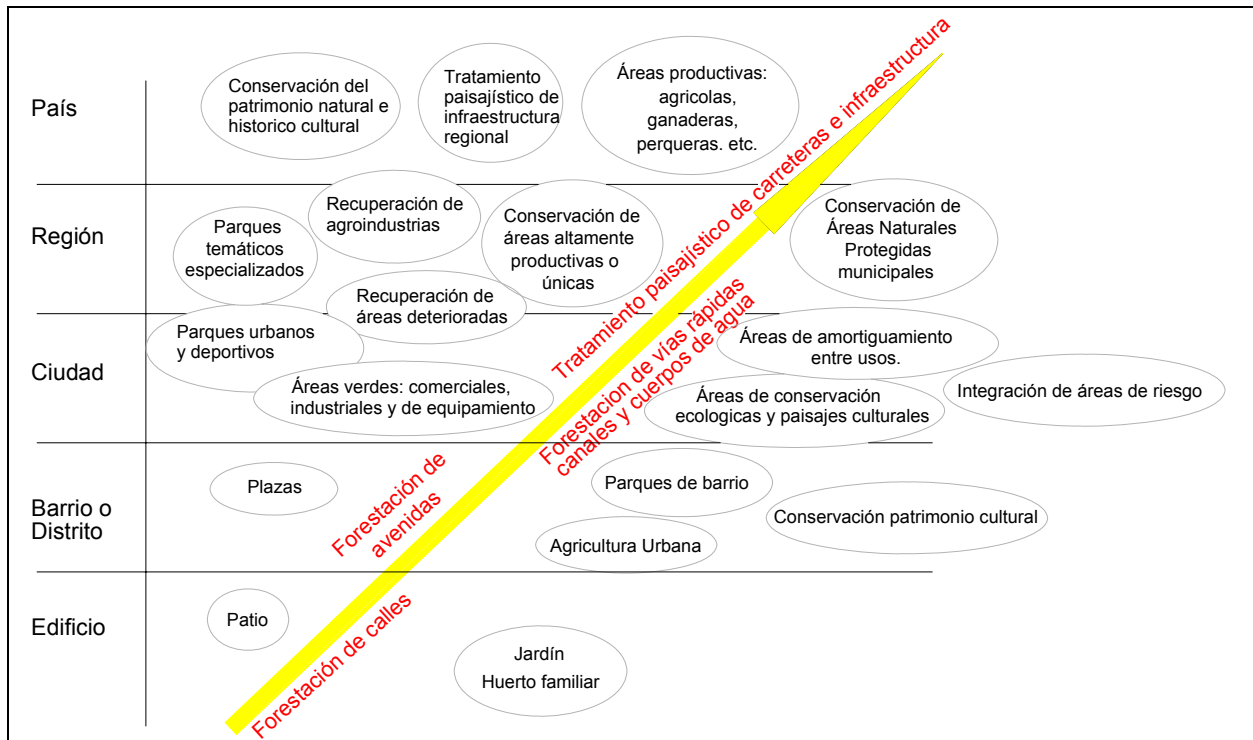 País
Conservación del
patrimonio natural e
historico cultural
Tratamiento
paisajístico de
infraestructura
regional
Áreas productivas:
agricolas,
ganaderas,
perqueras. etc.
Tratamiento paisajístico de carreteras e infraestructura
Región
Parques
temáticos
especializados
Recuperación de
agroindustrias
Conservación de
áreas altamente
productivas o
únicas
Conservación de
Áreas Naturales
Protegidas
municipales
Recuperación de
áreas deterioradas
Ciudad
Parques urbanos
y deportivos
Áreas verdes: comerciales,
industriales y de equipamiento
Forestacion de vías rápidas
canales y cuerpos de agua
Áreas de amortiguamiento
entre usos.
Áreas de conservación
ecologicas y paisajes culturales
Integración de áreas de riesgo
Barrio o
Distrito
Plazas
Forestación de
avenidas
Parques de barrio
Agricultura Urbana
Conservación patrimonio cultural
Edificio
Patio
Forestación de calles
Jardín
Huerto familiar